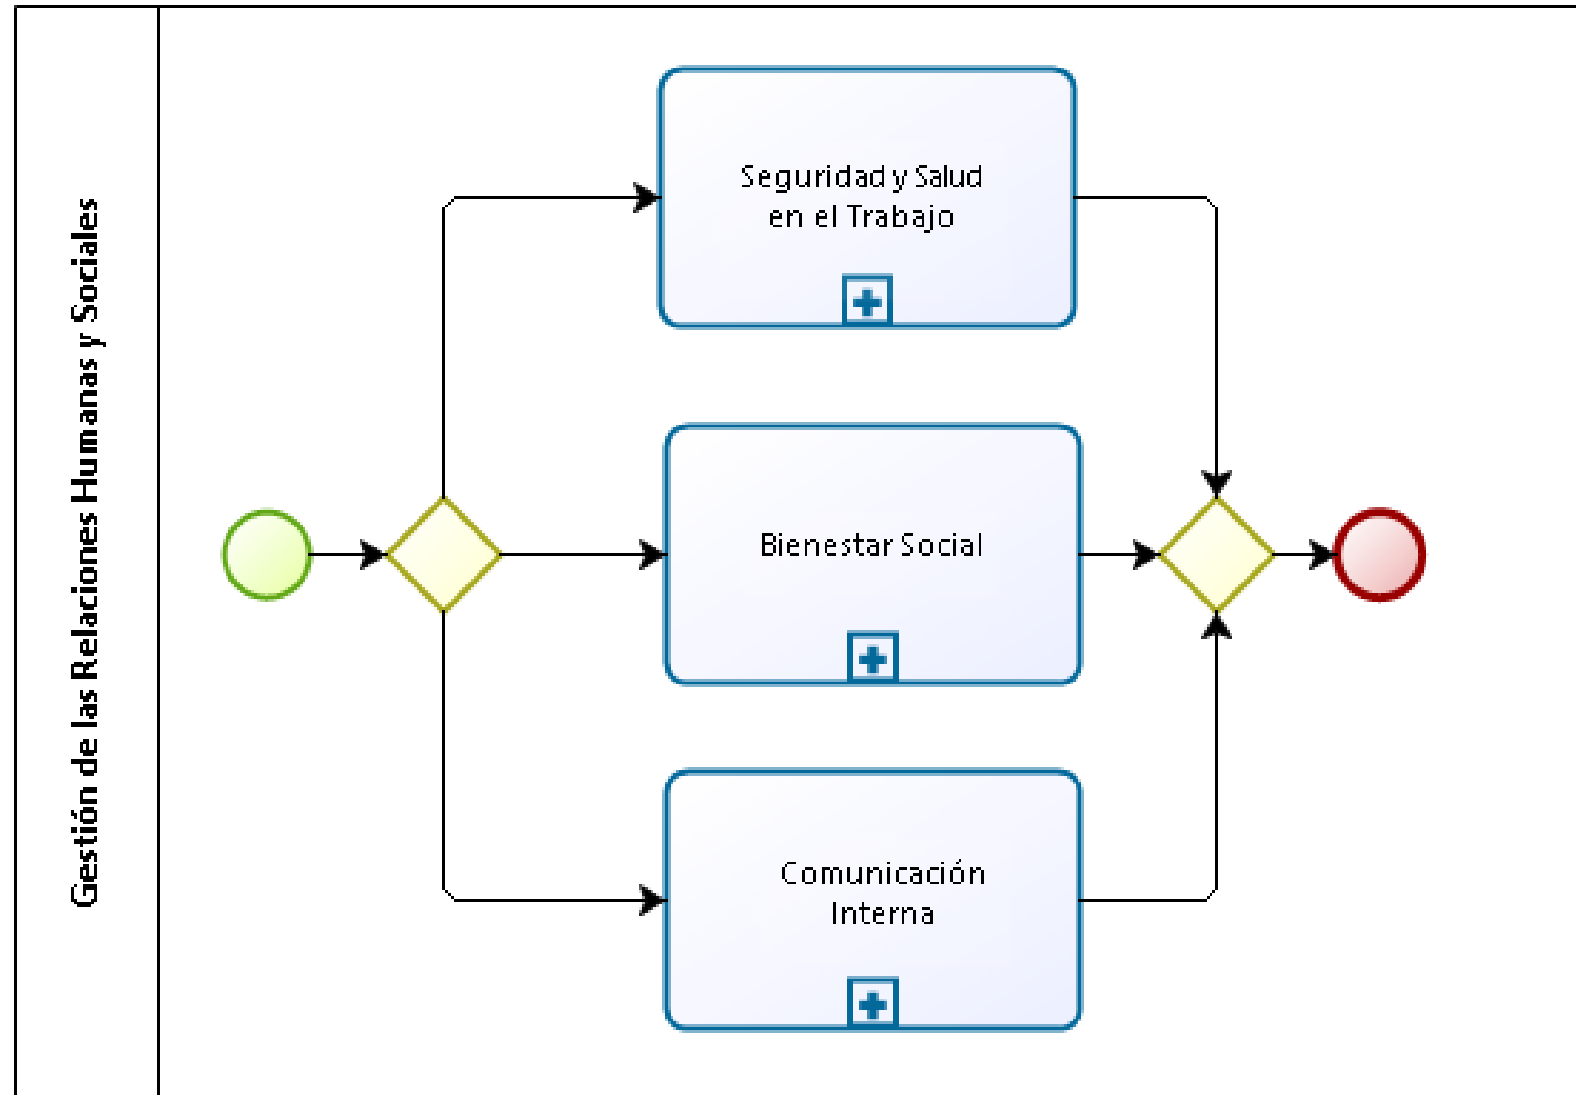 Gestión de las Relaciones Humanas y Sociales
Seguridad y Salud
en el Trabajo
Bienestar Social
Comunicación
Interna